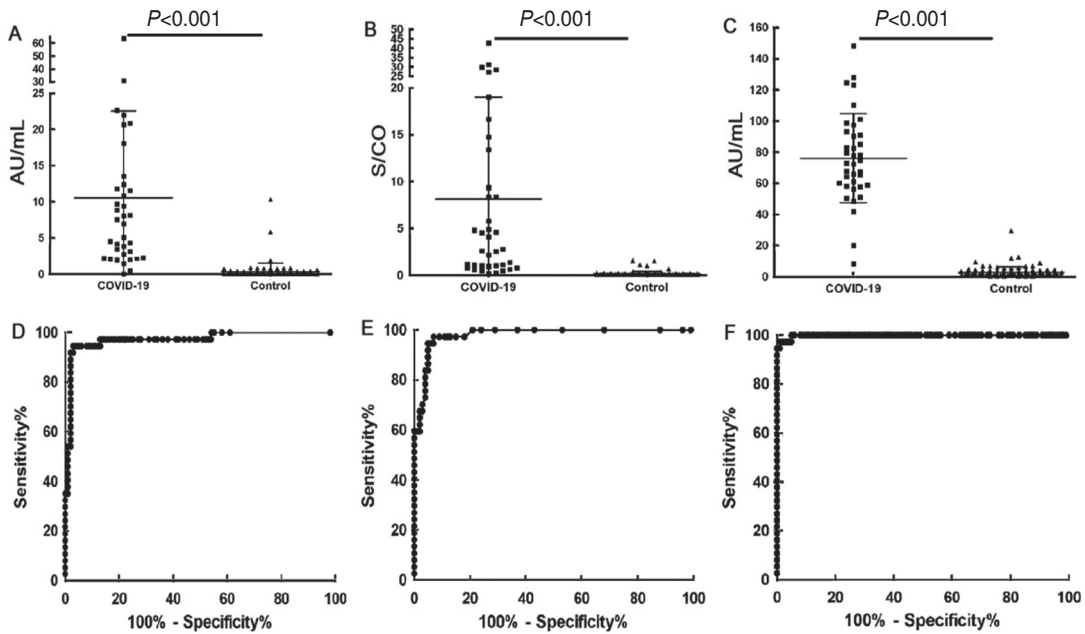 A
P<0.001
AU/mL
60
50
40
30
25
20
15
10
5
0
COVID-19
Control
B
P<0.001
S/CO
50
45
40
35
30
25
20
15
10
5
0
COVID-19
Control
C
P<0.001
AU/mL
160
140
120
100
80
60
40
20
0
COVID-19
Control
D
Sensitivity%
100
80
60
40
20
0
0 20 40 60 80 100
100% - Specificity%
E
Sensitivity%
100
80
60
40
20
0
0 20 40 60 80 100
100% - Specificity%
F
Sensitivity%
100
80
60
40
20
0
0 20 40 60 80 100
100% - Specificity%